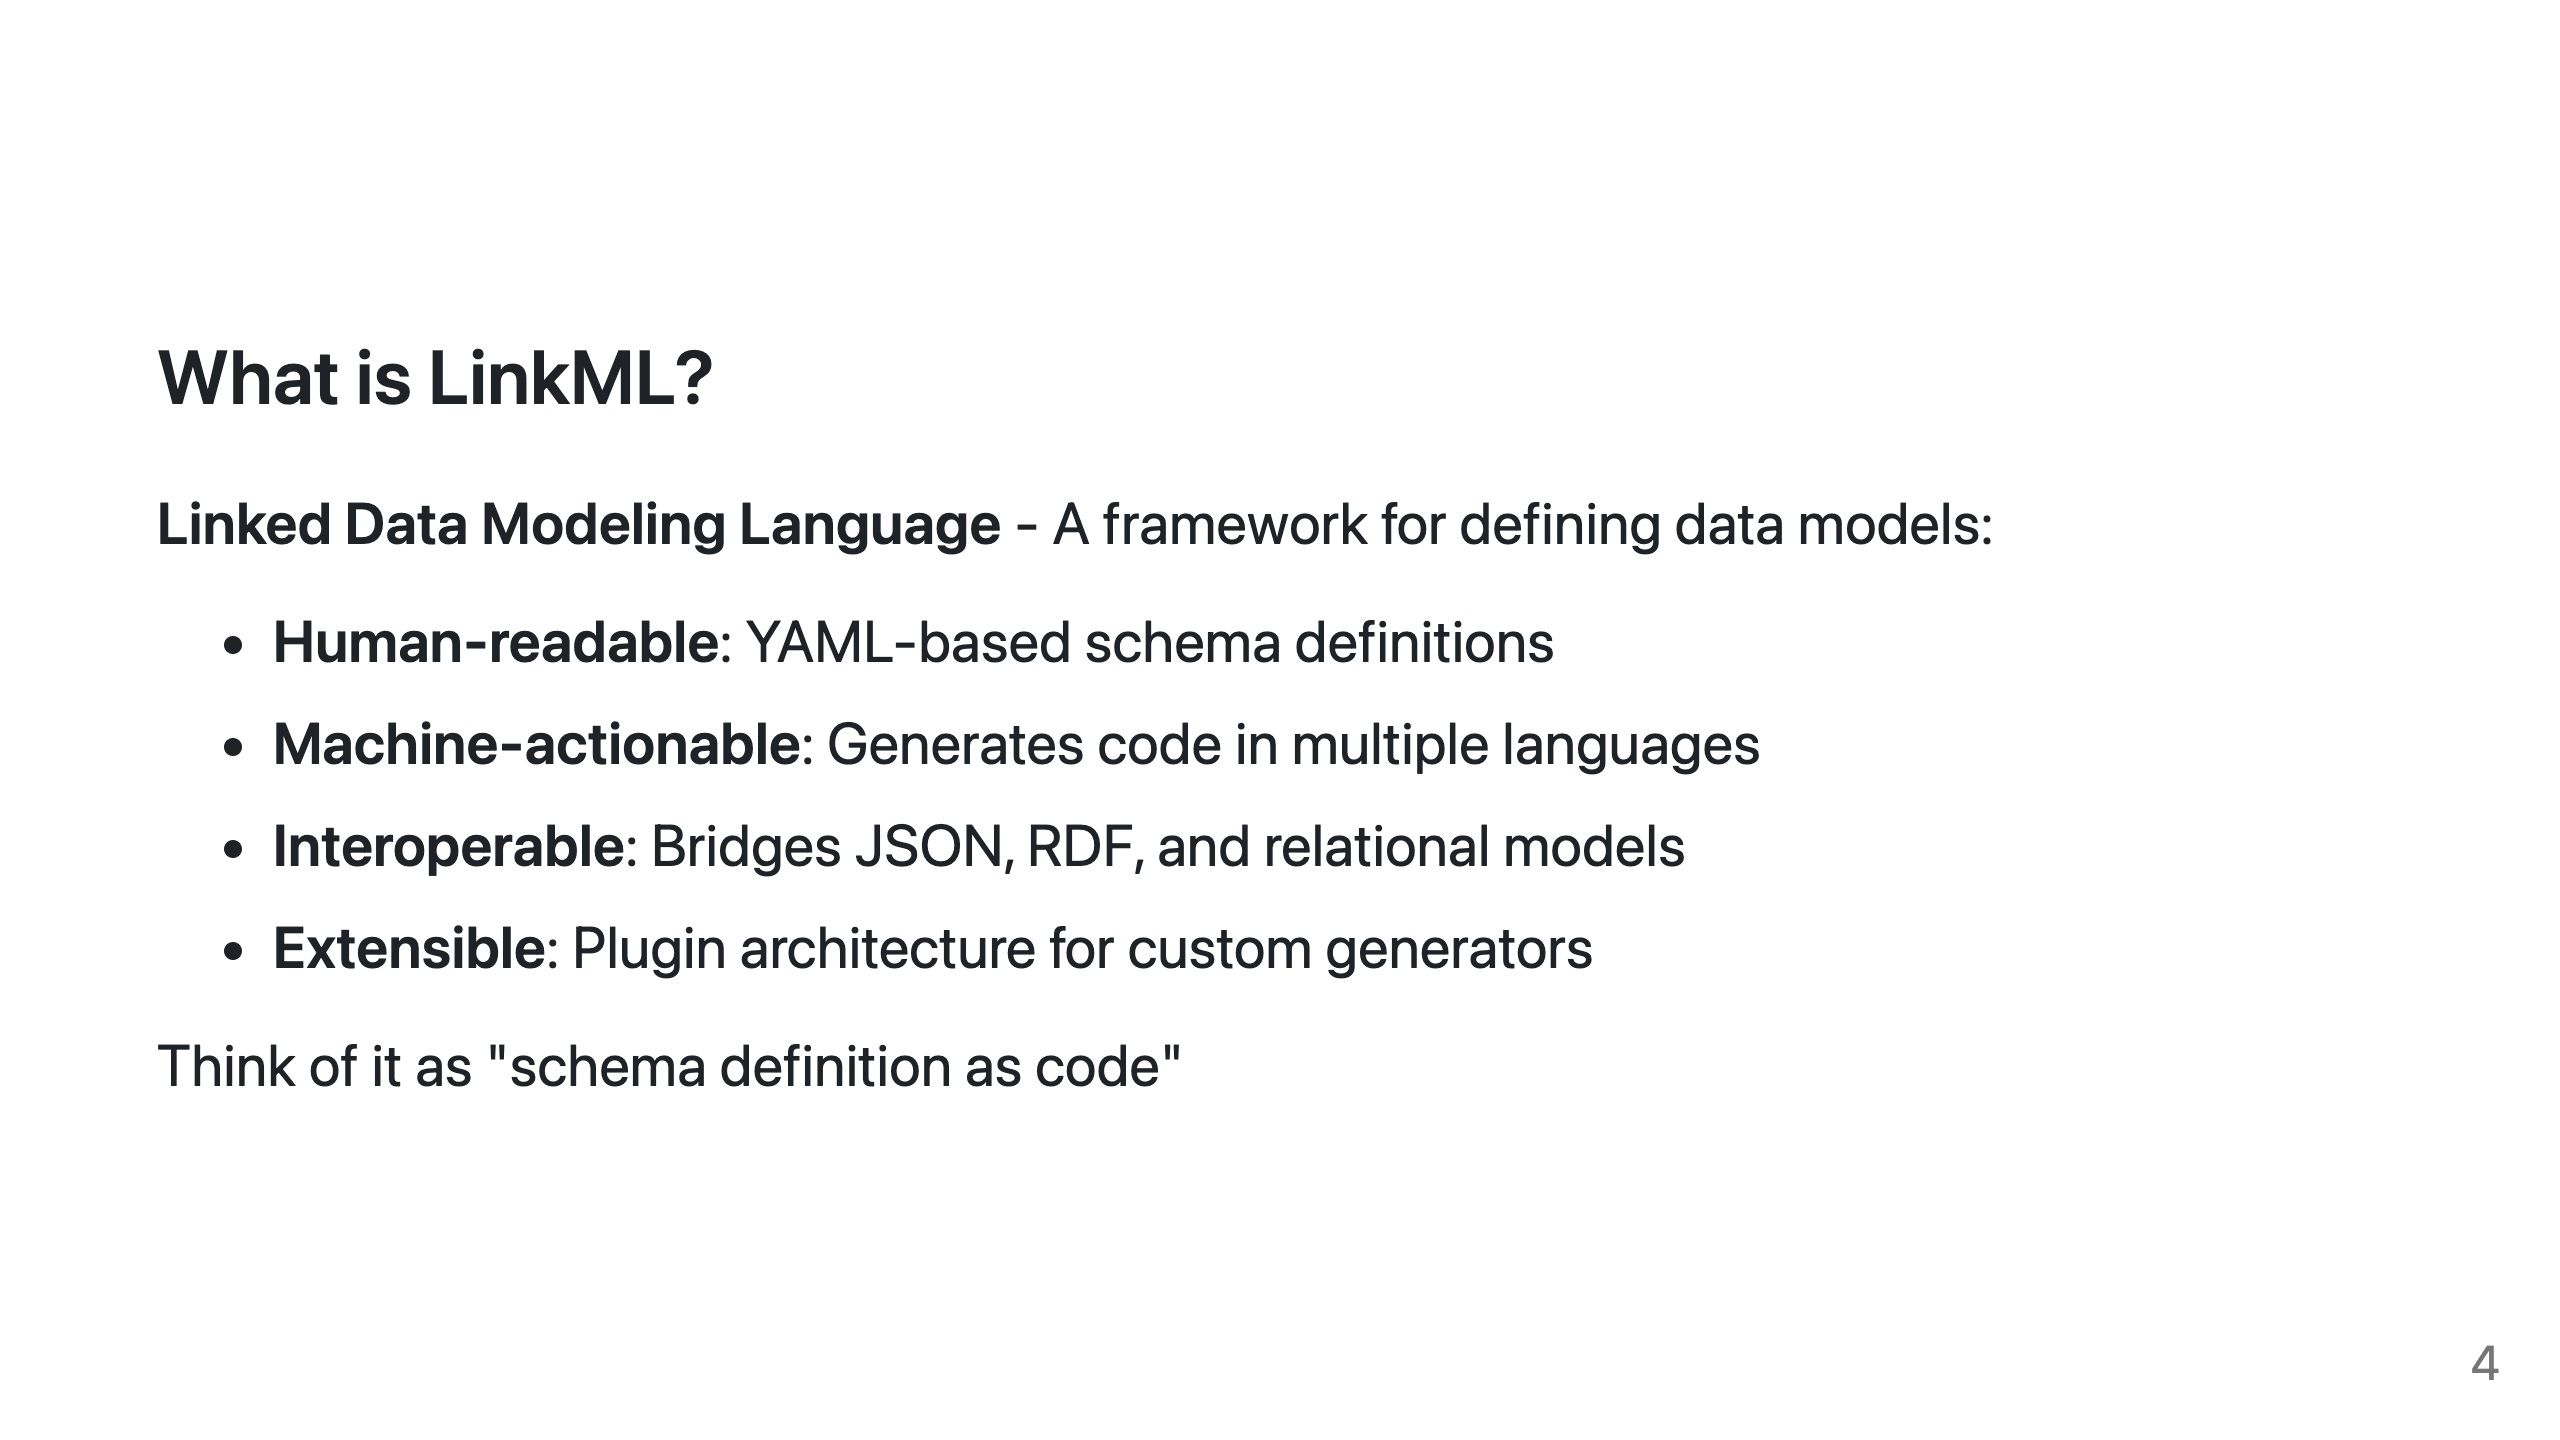 What is LinkML?
Linked Data Modeling Language - A framework for defining data models:
• Human-readable: YAML-based schema definitions
• Machine-actionable: Generates code in multiple languages
• Interoperable: Bridges JSON, RDF, and relational models
• Extensible: Plugin architecture for custom generators
Think of it as "schema definition as code"
4